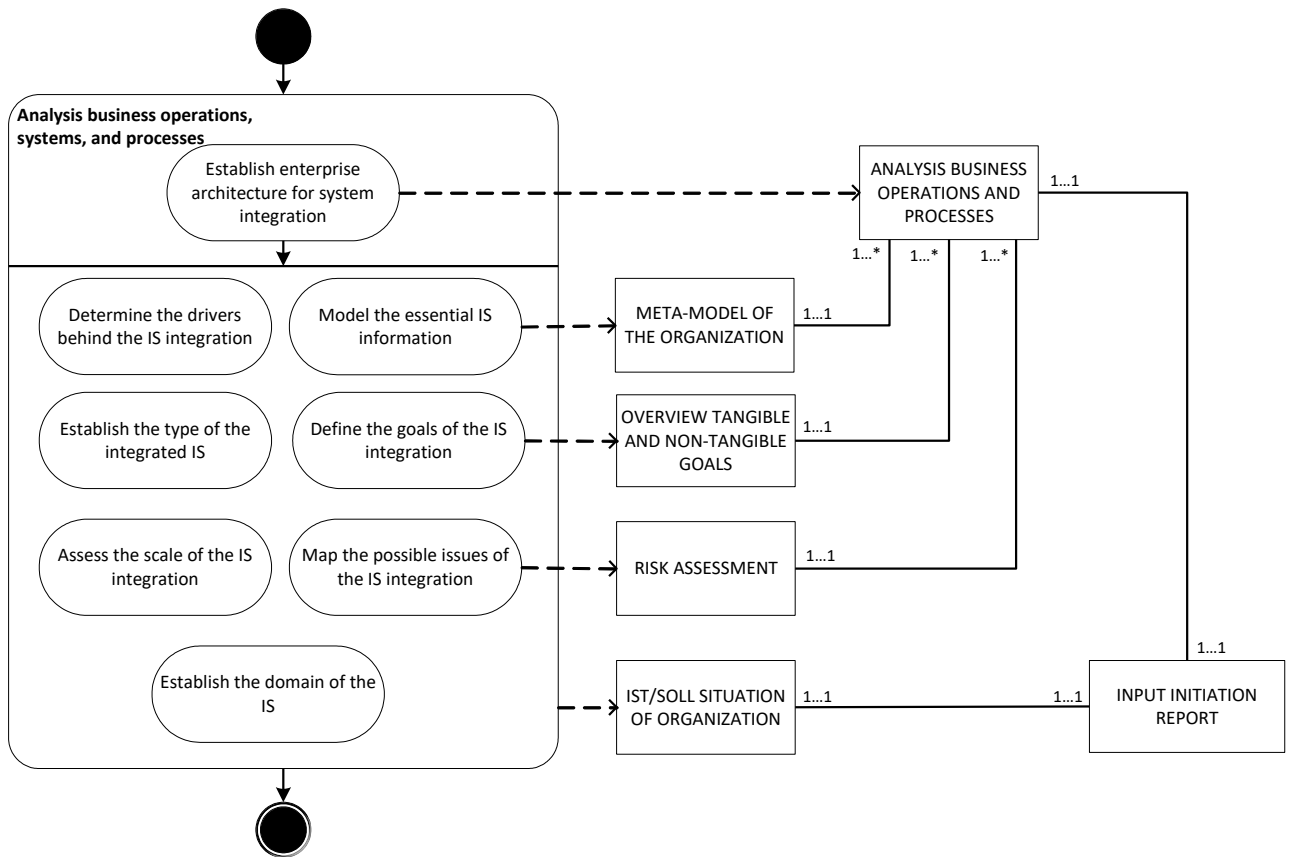 Analysis business operations,
systems, and processes
Establish enterprise
architecture for system
integration
ANALYSIS BUSINESS
OPERATIONS AND
PROCESSES
1...1
1...*
1...*
1...*
Determine the drivers
behind the IS integration
Model the essential IS
information
META-MODEL OF
THE ORGANIZATION
1...1
Establish the type of the
integrated IS
Define the goals of the IS
integration
OVERVIEW TANGIBLE
AND NON-TANGIBLE
GOALS
1...1
Assess the scale of the IS
integration
Map the possible issues of
the IS integration
RISK ASSESSMENT
1...1
Establish the domain of the
IS
IST/SOLL SITUATION
OF ORGANIZATION
1...1
1...1
1...1
INPUT INITIATION
REPORT